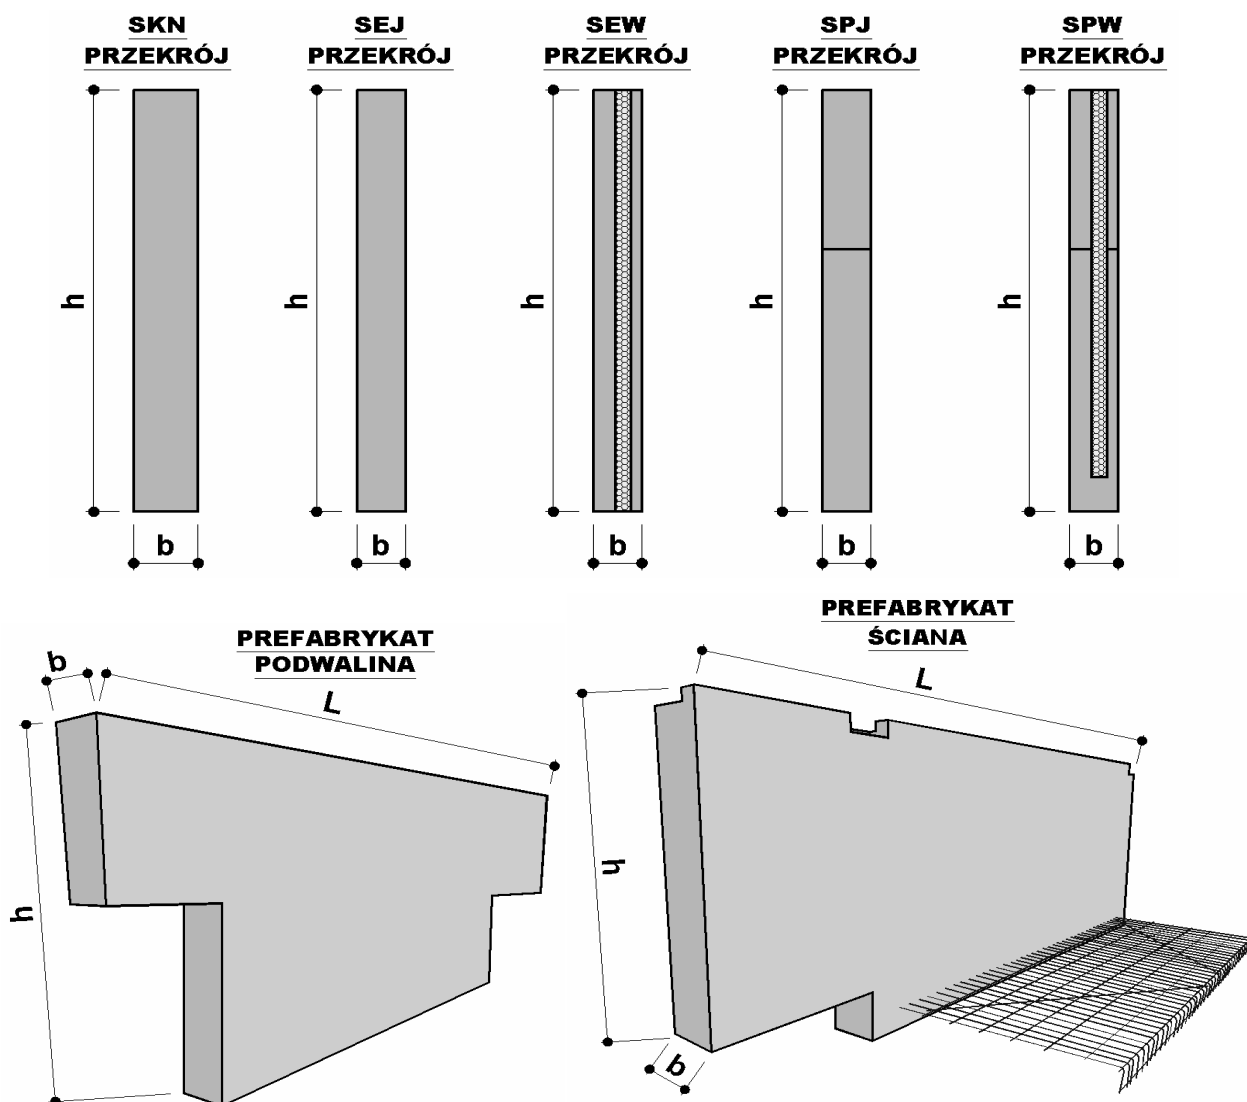 SKN
PRZEKRÓJ
SEJ
PRZEKRÓJ
SEW
PRZEKRÓJ
SPJ
PRZEKRÓJ
SPW
PRZEKRÓJ
h
h
h
h
h
b
b
b
b
b
PREFABRYKAT
PODWALINA
b
L
h
PREFABRYKAT
ŚCIANA
L
h
b